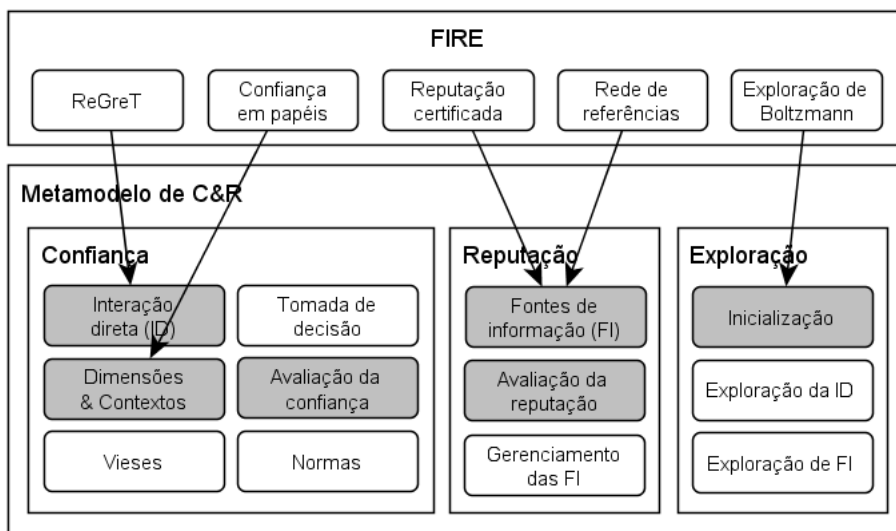 FIRE
ReGreT
Confiança
em papéis
Reputação
certificada
Rede de
referências
Exploração de
Boltzmann
Metamodelo de C&R
Confiança
Interação
direta (ID)
Tomada de
decisão
Dimensões
& Contextos
Avaliação da
confiança
Vieses
Normas
Reputação
Fontes de
informação (FI)
Avaliação da
reputação
Gerenciamento
das FI
Exploração
Inicialização
Exploração da ID
Exploração de FI